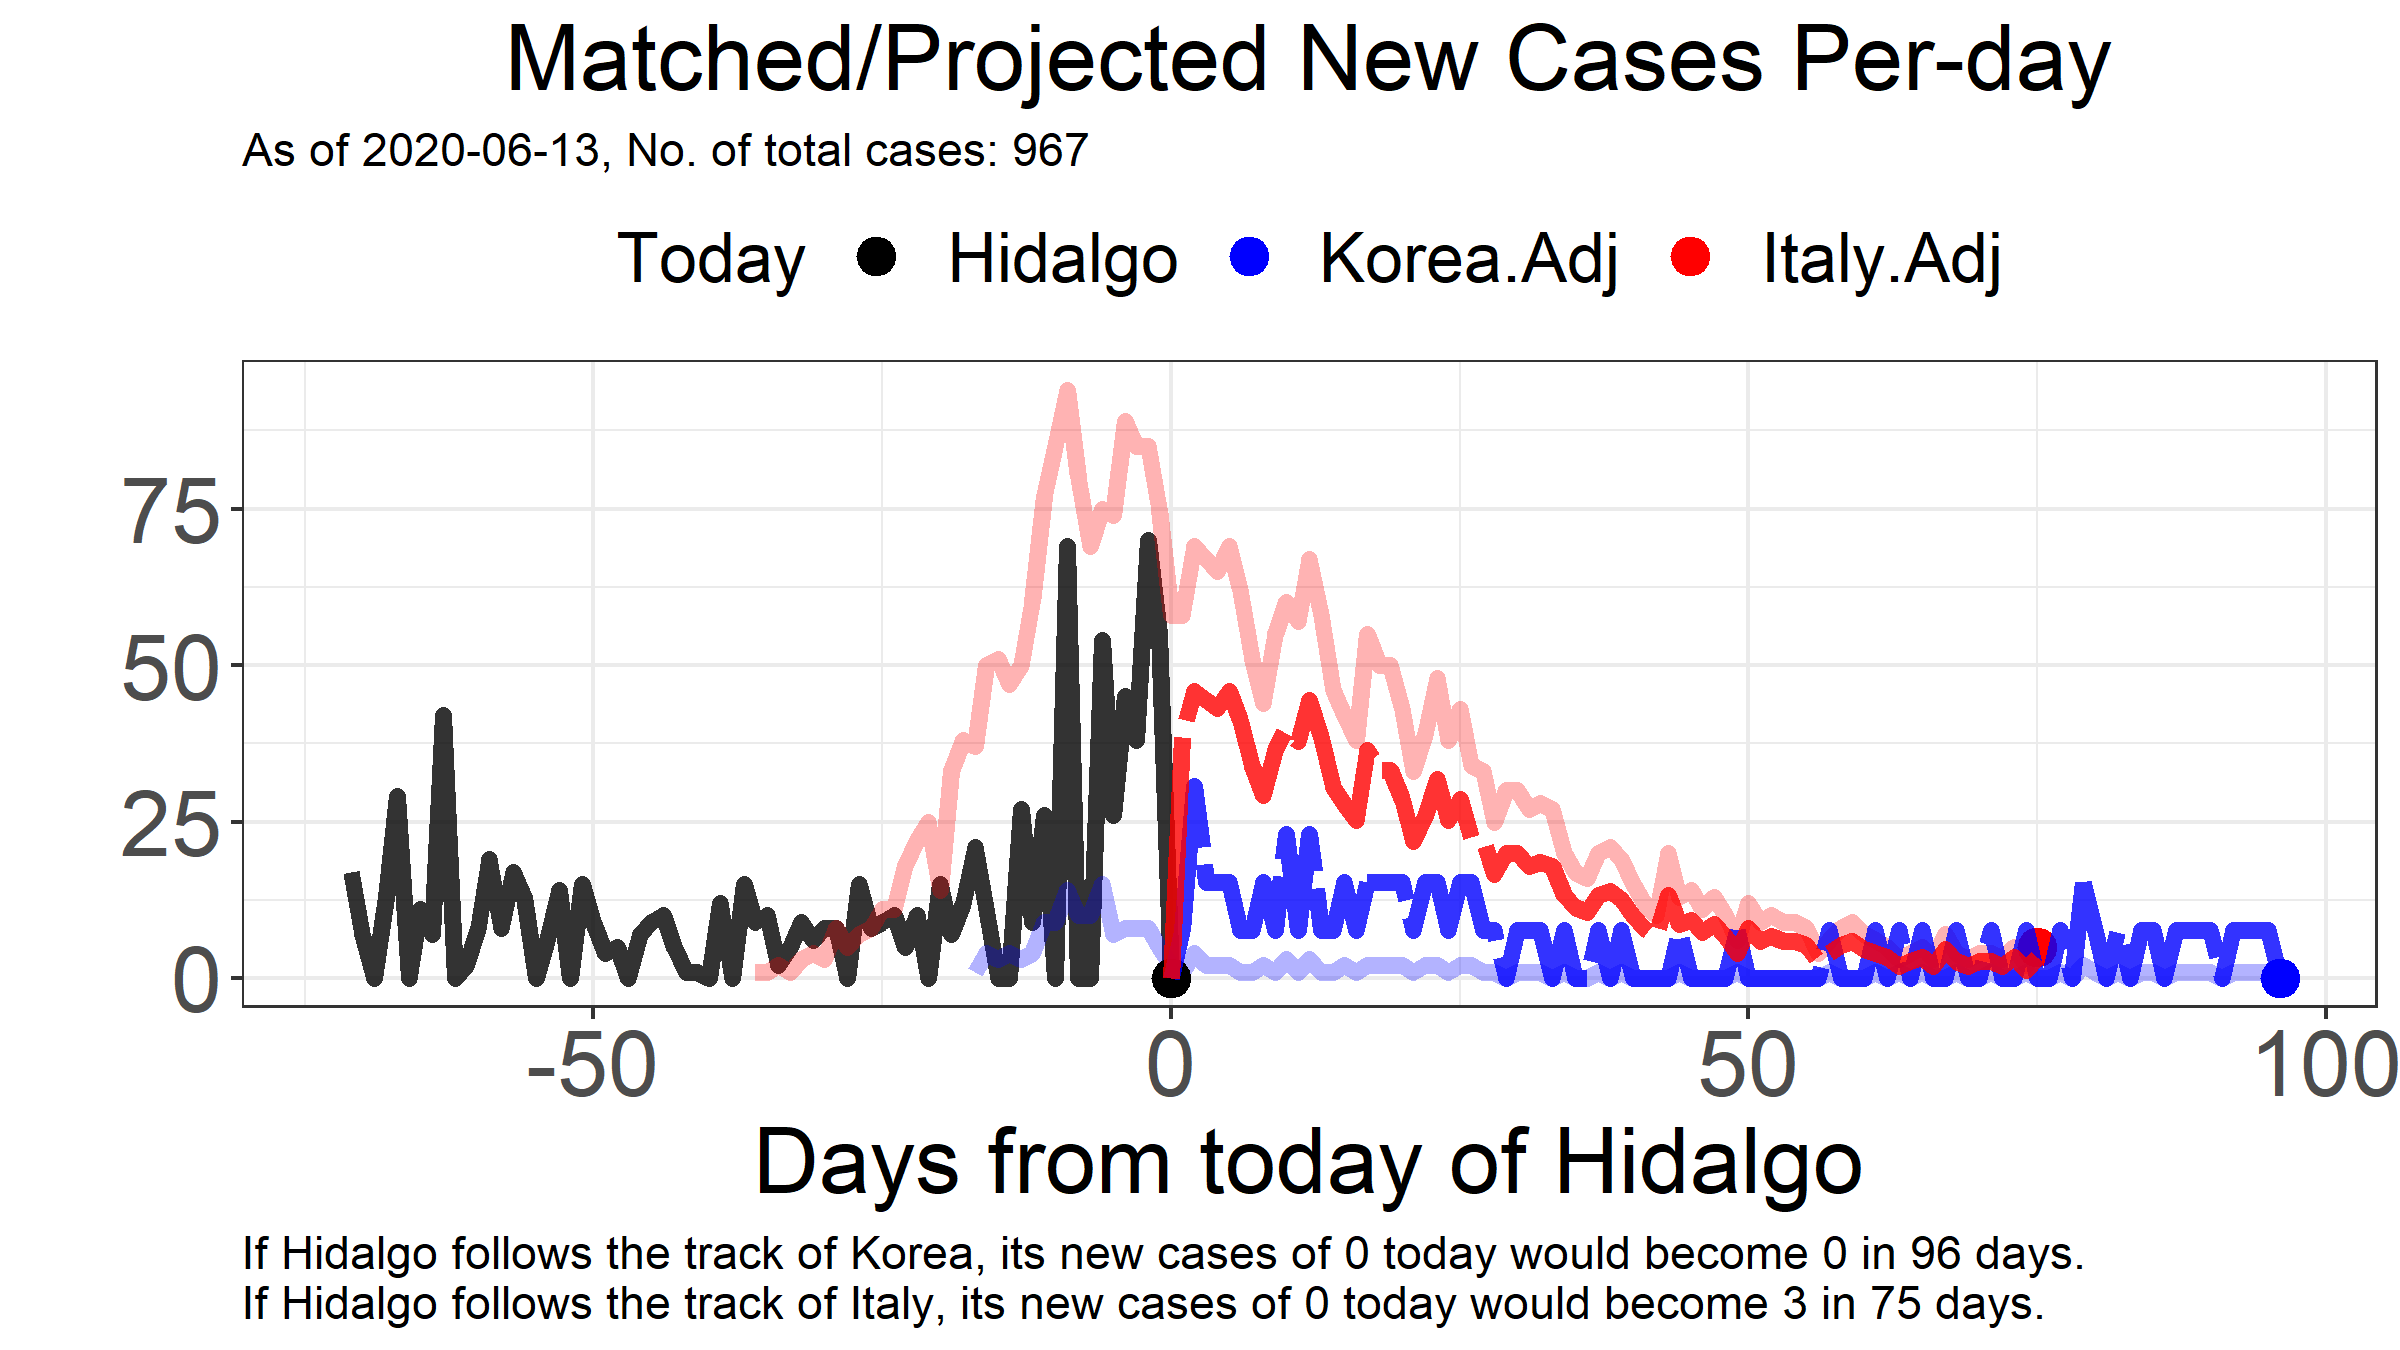 Matched/Projected New Cases Per-day
As of 2020-06-13, No. of total cases: 967
Today Hidalgo Korea.Adj Italy.Adj
75
50
25
0
-50 0 50 100
Days from today of Hidalgo
If Hidalgo follows the track of Korea, its new cases of 0 today would become 0 in 96 days.
If Hidalgo follows the track of Italy, its new cases of 0 today would become 3 in 75 days.